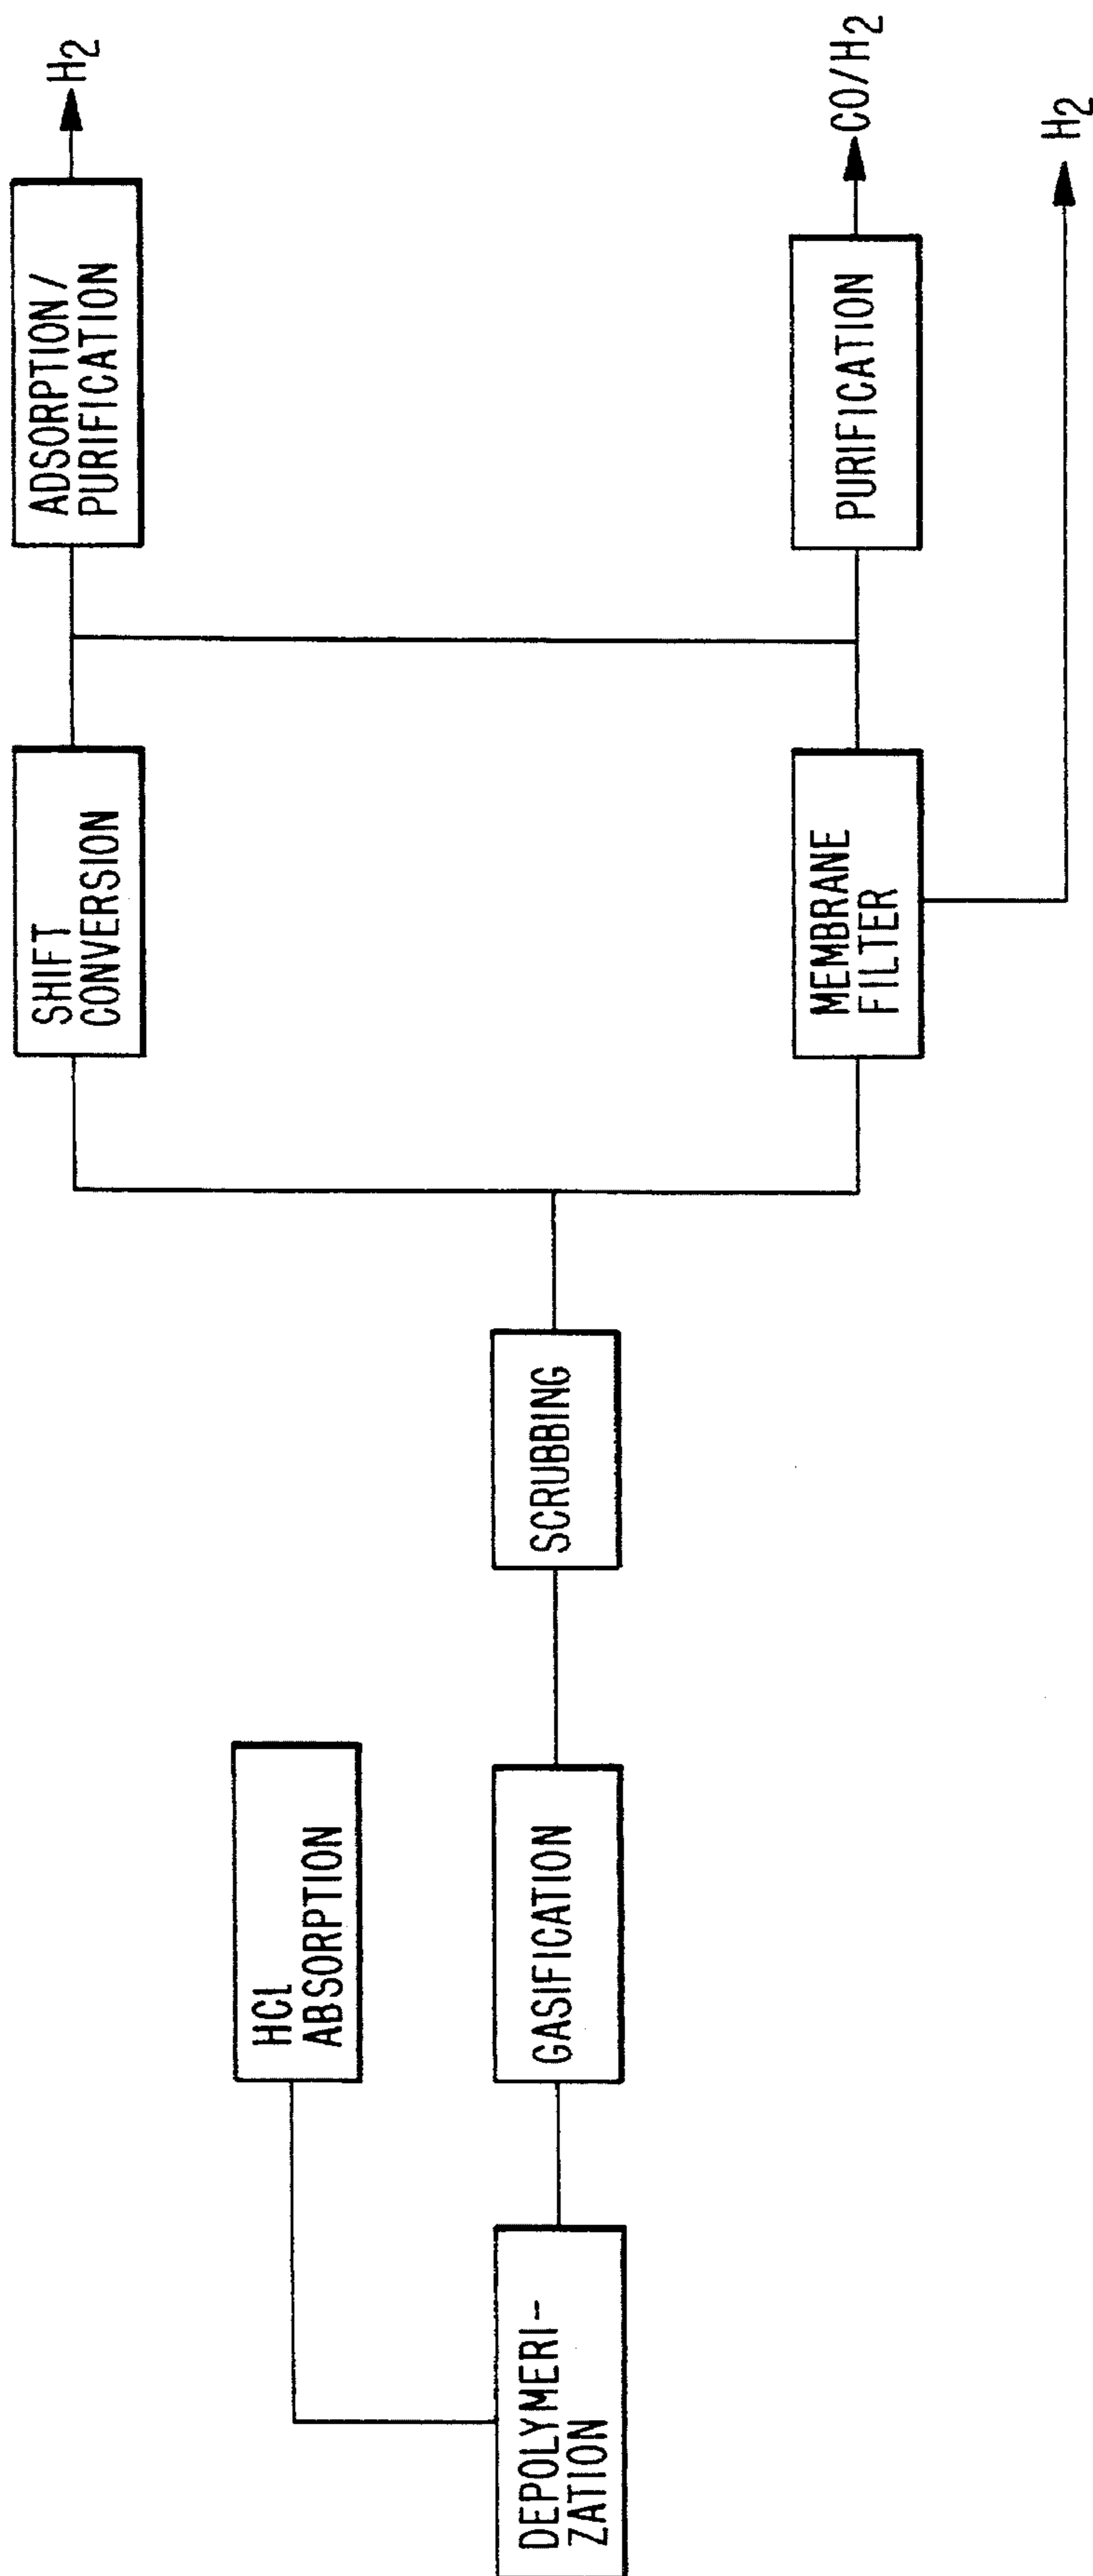 DEPOLYMERI-
ZATION
HCL
ABSORPTION
GASIFICATION
SCRUBBING
SHIFT
CONVERSION
ADSORPTION/
PURIFICATION
H2
MEMBRANE
FILTER
PURIFICATION
CO/H2
H2